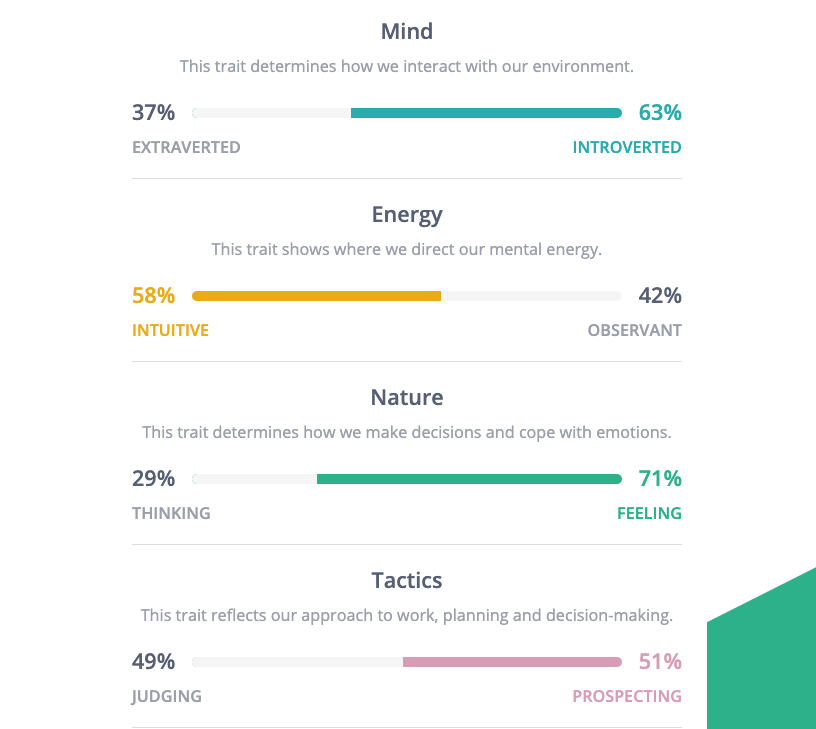 Mind
This trait determines how we interact with our environment.
37% 63%
EXTRAVERTED INTROVERTED
Energy
This trait shows where we direct our mental energy.
58% 42%
INTUITIVE OBSERVANT
Nature
This trait determines how we make decisions and cope with emotions.
29% 71%
THINKING FEELING
Tactics
This trait reflects our approach to work, planning and decision-making.
49% 51%
JUDGING PROSPECTING